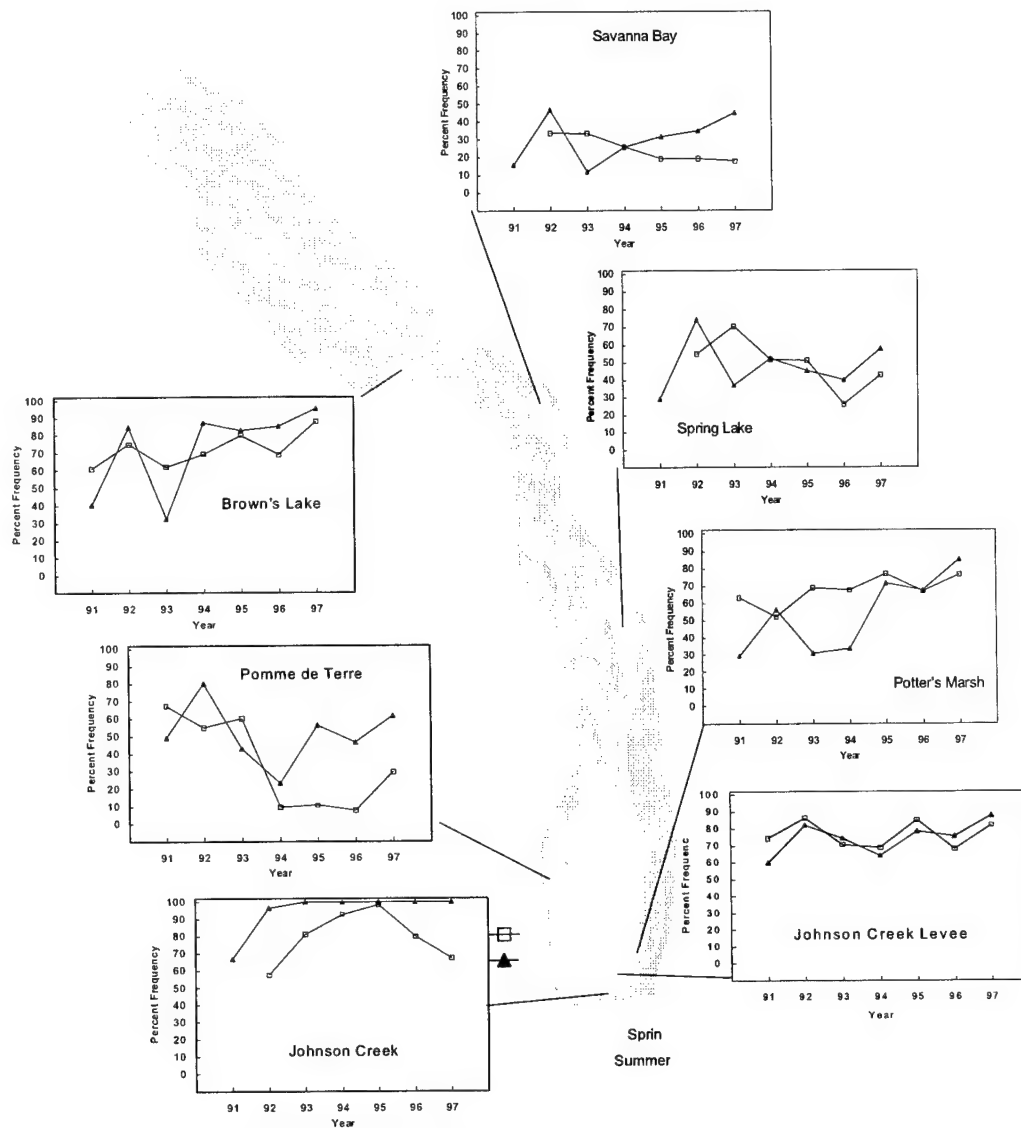 Savanna Bay
Percent Frequency
100
90
80
70
60
50
40
30
20
10
0
91 92 93 94 95 96 97
Year
Spring Lake
Percent Frequency
100
90
80
70
60
50
40
30
20
10
0
91 92 93 94 95 96 97
Year
Brown's Lake
Percent Frequency
100
90
80
70
60
50
40
30
20
10
0
91 92 93 94 95 96 97
Year
Potter's Marsh
Percent Frequency
100
90
80
70
60
50
40
30
20
10
0
91 92 93 94 95 96 97
Year
Pomme de Terre
Percent Frequency
100
90
80
70
60
50
40
30
20
10
0
91 92 93 94 95 96 97
Year
Johnson Creek Levee
Percent Frequenc
100
90
80
70
60
50
40
30
20
10
0
91 92 93 94 95 96 97
Year
Johnson Creek
Percent Frequency
100
90
80
70
60
50
40
30
20
10
0
91 92 93 94 95 96 97
Year
Sprin
Summer